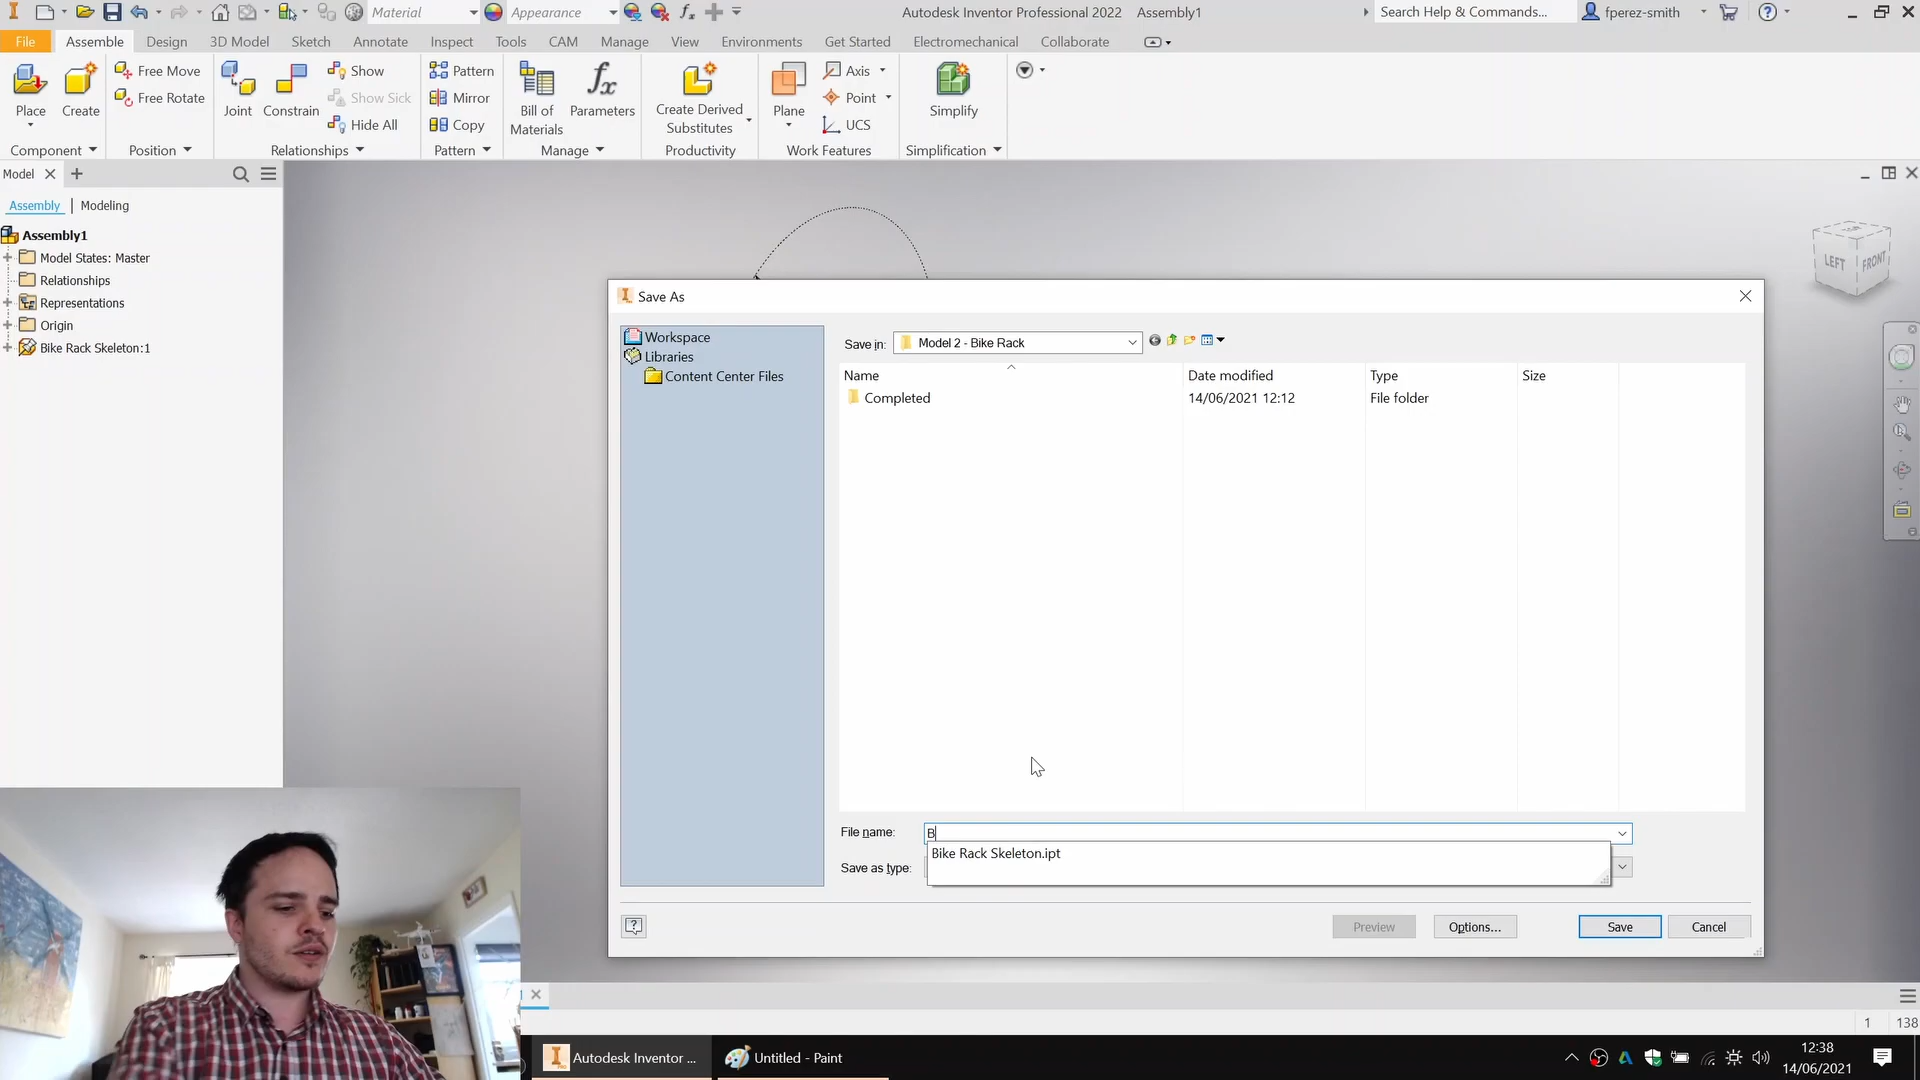 Material
Appearance
Autodesk Inventor Professional 2022 Assembly1
Search Help & Commands...
fperez-smith
File
Assemble
Design
3D Model
Sketch
Annotate
Inspect
Tools
CAM
Manage
View
Environments
Get Started
Electromechanical
Collaborate
Place
Create
Free Move
Free Rotate
Joint
Constrain
Show
Show Sick
Hide All
Pattern
Mirror
Copy
Bill of
Materials
Parameters
Create Derived
Substitutes
Plane
Axis
Point
UCS
Simplify
Component
Position
Relationships
Pattern
Manage
Productivity
Work Features
Simplification
Model
Assembly | Modeling
Assembly1
Model States: Master
Relationships
Representations
Origin
Bike Rack Skeleton:1
LEFT
FRONT
Save As
Workspace
Libraries
Content Center Files
Save in:
Model 2 - Bike Rack
Name
Date modified
Type
Size
Completed
14/06/2021 12:12
File folder
File name:
B
Bike Rack Skeleton.ipt
Save as type:
Preview
Options...
Save
Cancel
1
138
Autodesk Inventor ...
Untitled - Paint
12:38
14/06/2021